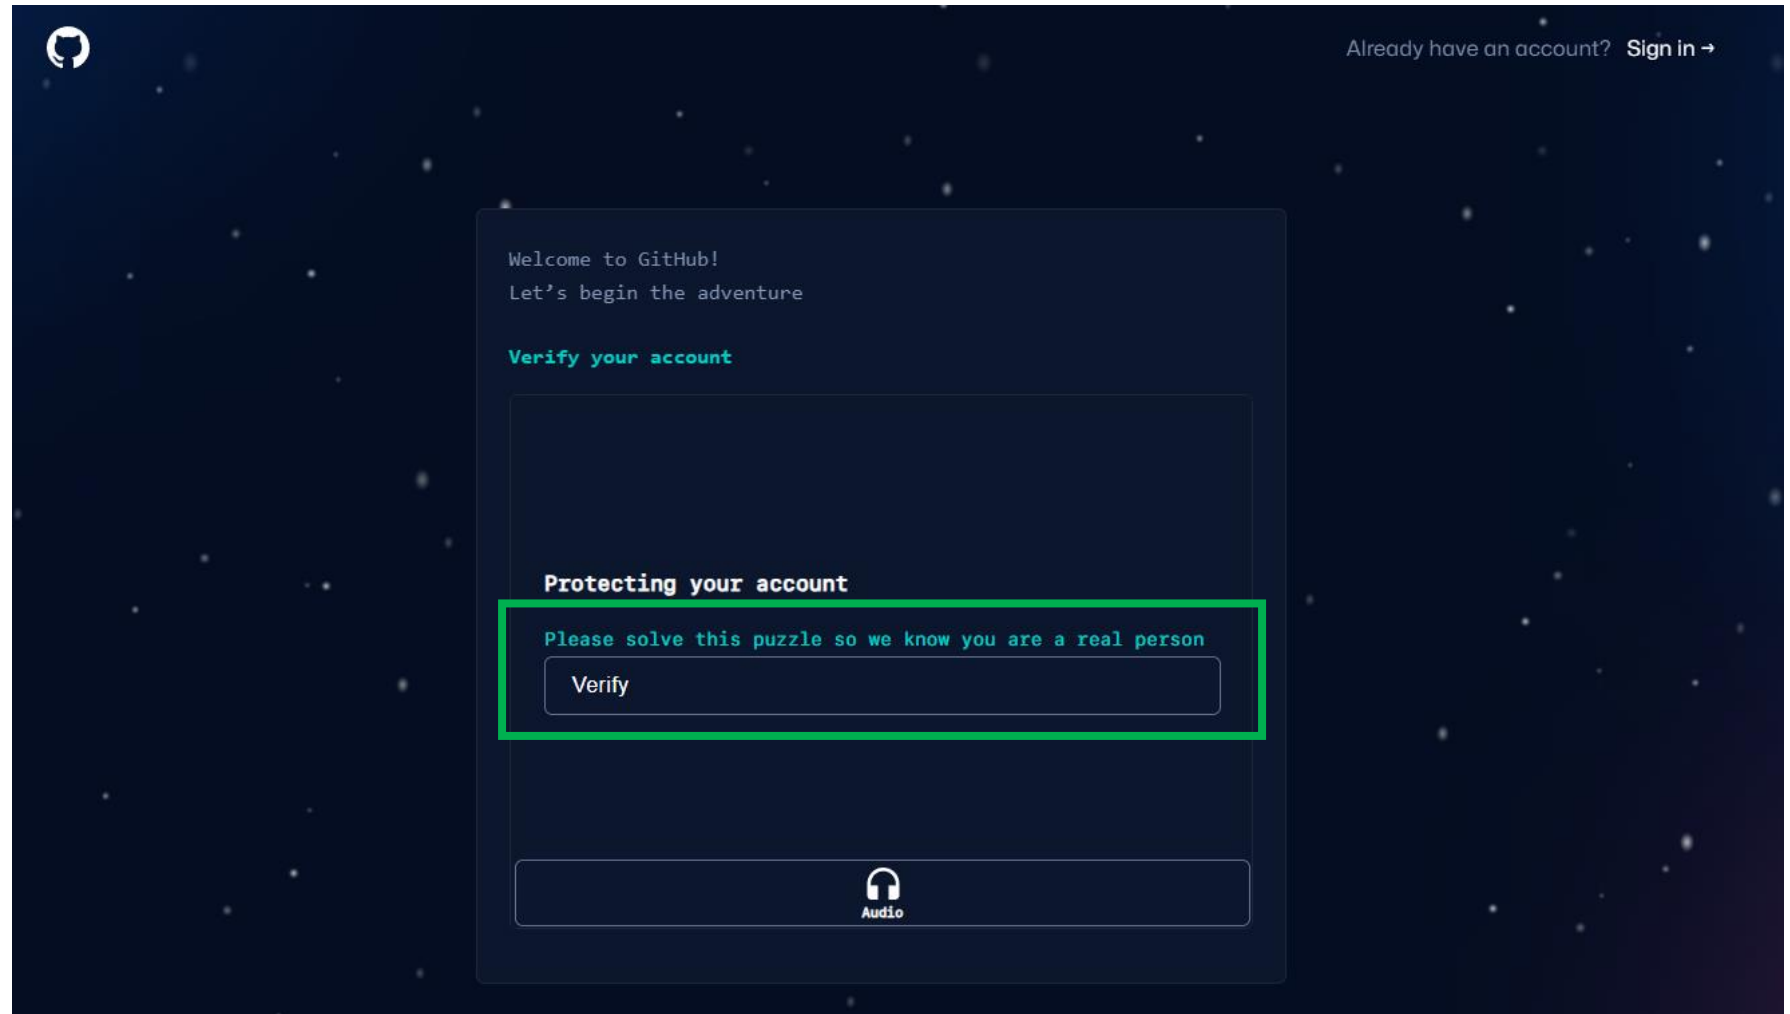 Already have an account? Sign in →
Welcome to GitHub!
Let’s begin the adventure
Verify your account
Protecting your account
Please solve this puzzle so we know you are a real person
Verify
Audio